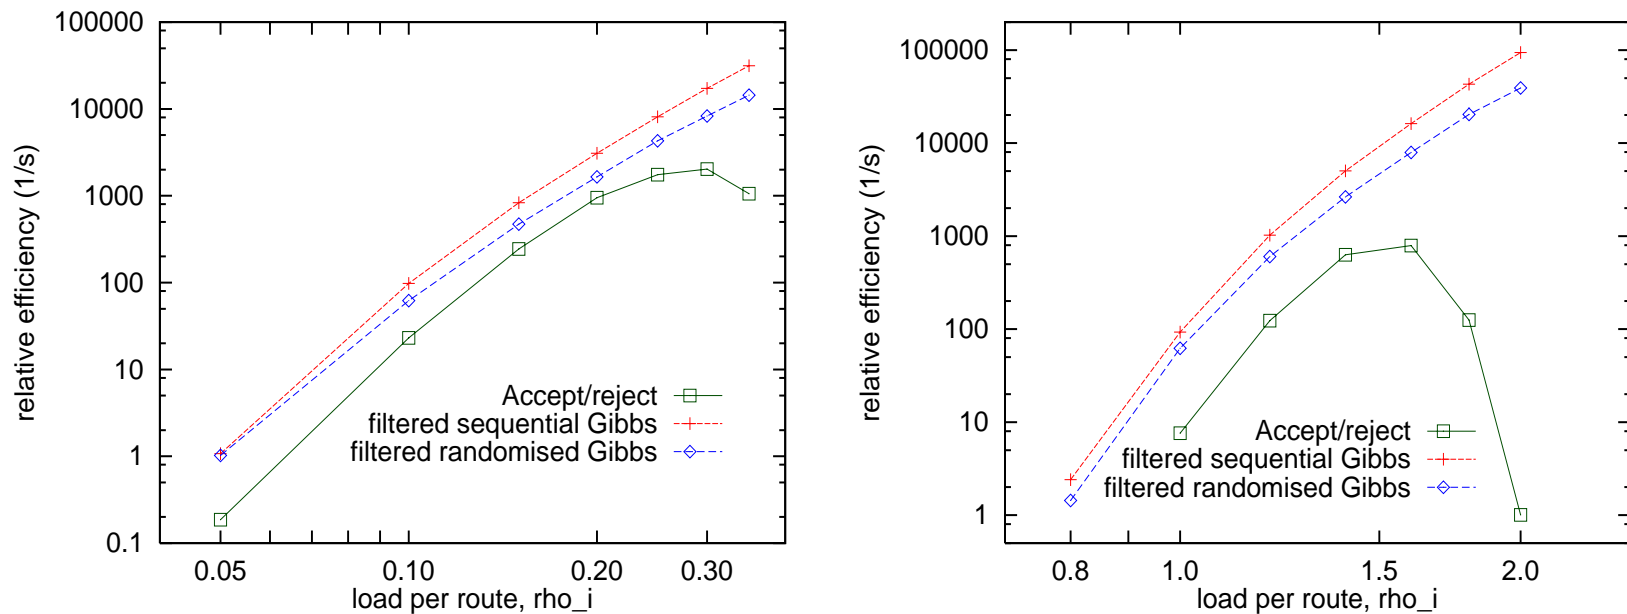 100000
10000
1000
100
10
1
0.1
relative efficiency (1/s)
Accept/reject
filtered sequential Gibbs
filtered randomised Gibbs
0.05
0.10
0.20
0.30
load per route, rho_i
100000
10000
1000
100
10
1
relative efficiency (1/s)
Accept/reject
filtered sequential Gibbs
filtered randomised Gibbs
0.8
1.0
1.5
2.0
load per route, rho_i